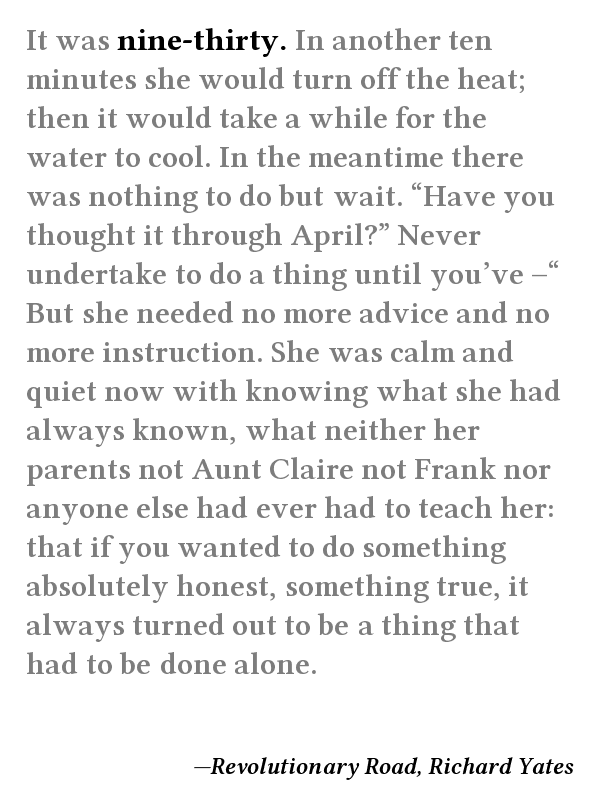 It was nine-thirty. In another ten
minutes she would turn off the heat;
then it would take a while for the
water to cool. In the meantime there
was nothing to do but wait. “Have you
thought it through April?” Never
undertake to do a thing until you’ve –“
But she needed no more advice and no
more instruction. She was calm and
quiet now with knowing what she had
always known, what neither her
parents not Aunt Claire not Frank nor
anyone else had ever had to teach her:
that if you wanted to do something
absolutely honest, something true, it
always turned out to be a thing that
had to be done alone.
—Revolutionary Road, Richard Yates